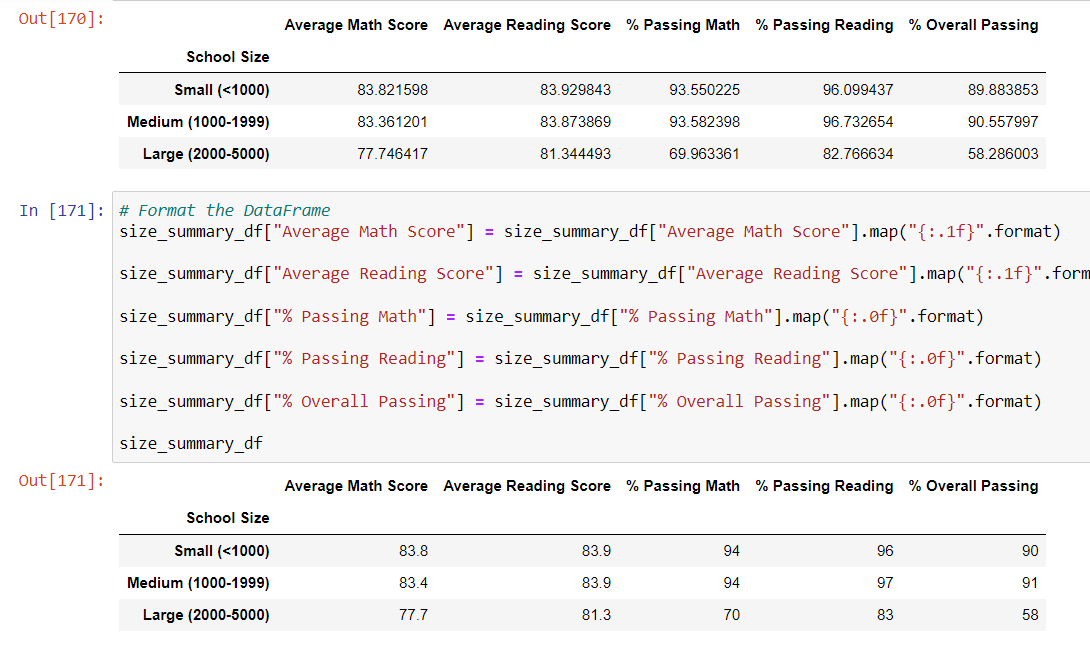 Out[170]:
Average Math Score Average Reading Score % Passing Math % Passing Reading % Overall Passing
School Size
Small (<1000) 83.821598 83.929843 93.550225 96.099437 89.883853
Medium (1000-1999) 83.361201 83.873869 93.582398 96.732654 90.557997
Large (2000-5000) 77.746417 81.344493 69.963361 82.766634 58.286003
In [171]:
# Format the DataFrame
size_summary_df["Average Math Score"] = size_summary_df["Average Math Score"].map("{:.1f}".format)
size_summary_df["Average Reading Score"] = size_summary_df["Average Reading Score"].map("{:.1f}".form
size_summary_df["% Passing Math"] = size_summary_df["% Passing Math"].map("{:.0f}".format)
size_summary_df["% Passing Reading"] = size_summary_df["% Passing Reading"].map("{:.0f}".format)
size_summary_df["% Overall Passing"] = size_summary_df["% Overall Passing"].map("{:.0f}".format)
size_summary_df
Out[171]:
Average Math Score Average Reading Score % Passing Math % Passing Reading % Overall Passing
School Size
Small (<1000) 83.8 83.9 94 96 90
Medium (1000-1999) 83.4 83.9 94 97 91
Large (2000-5000) 77.7 81.3 70 83 58